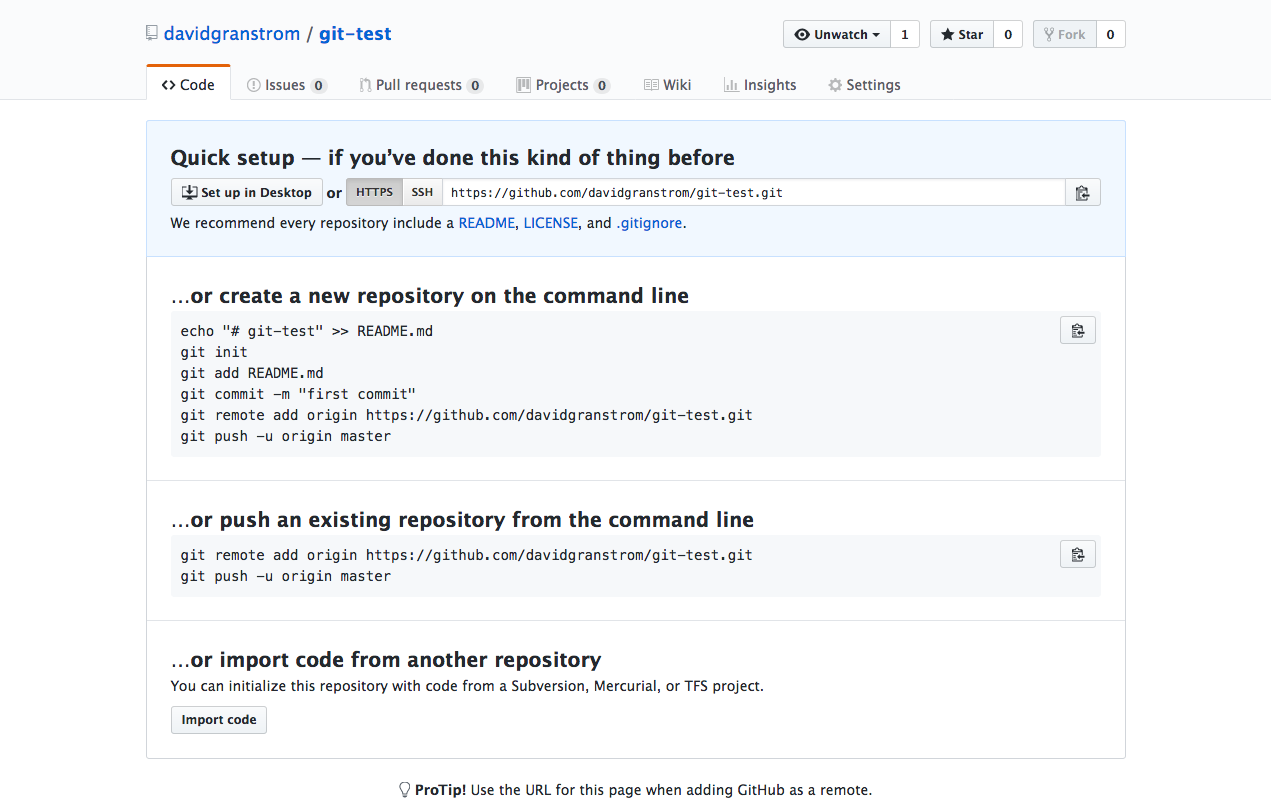 davidgranstrom / git-test
Unwatch 1 Star 0 Fork 0
<> Code Issues 0 Pull requests 0 Projects 0 Wiki Insights Settings
Quick setup — if you’ve done this kind of thing before
Set up in Desktop or HTTPS SSH https://github.com/davidgranstrom/git-test.git
We recommend every repository include a README, LICENSE, and .gitignore.
…or create a new repository on the command line
echo "# git-test" >> README.md
git init
git add README.md
git commit -m "first commit"
git remote add origin https://github.com/davidgranstrom/git-test.git
git push -u origin master
…or push an existing repository from the command line
git remote add origin https://github.com/davidgranstrom/git-test.git
git push -u origin master
…or import code from another repository
You can initialize this repository with code from a Subversion, Mercurial, or TFS project.
Import code
ProTip! Use the URL for this page when adding GitHub as a remote.